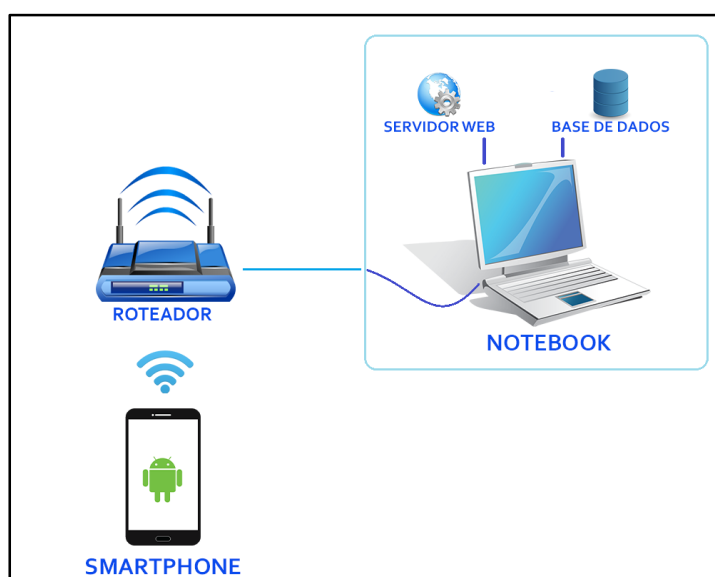 SERVIDOR WEB
BASE DE DADOS
ROTEADOR
NOTEBOOK
SMARTPHONE